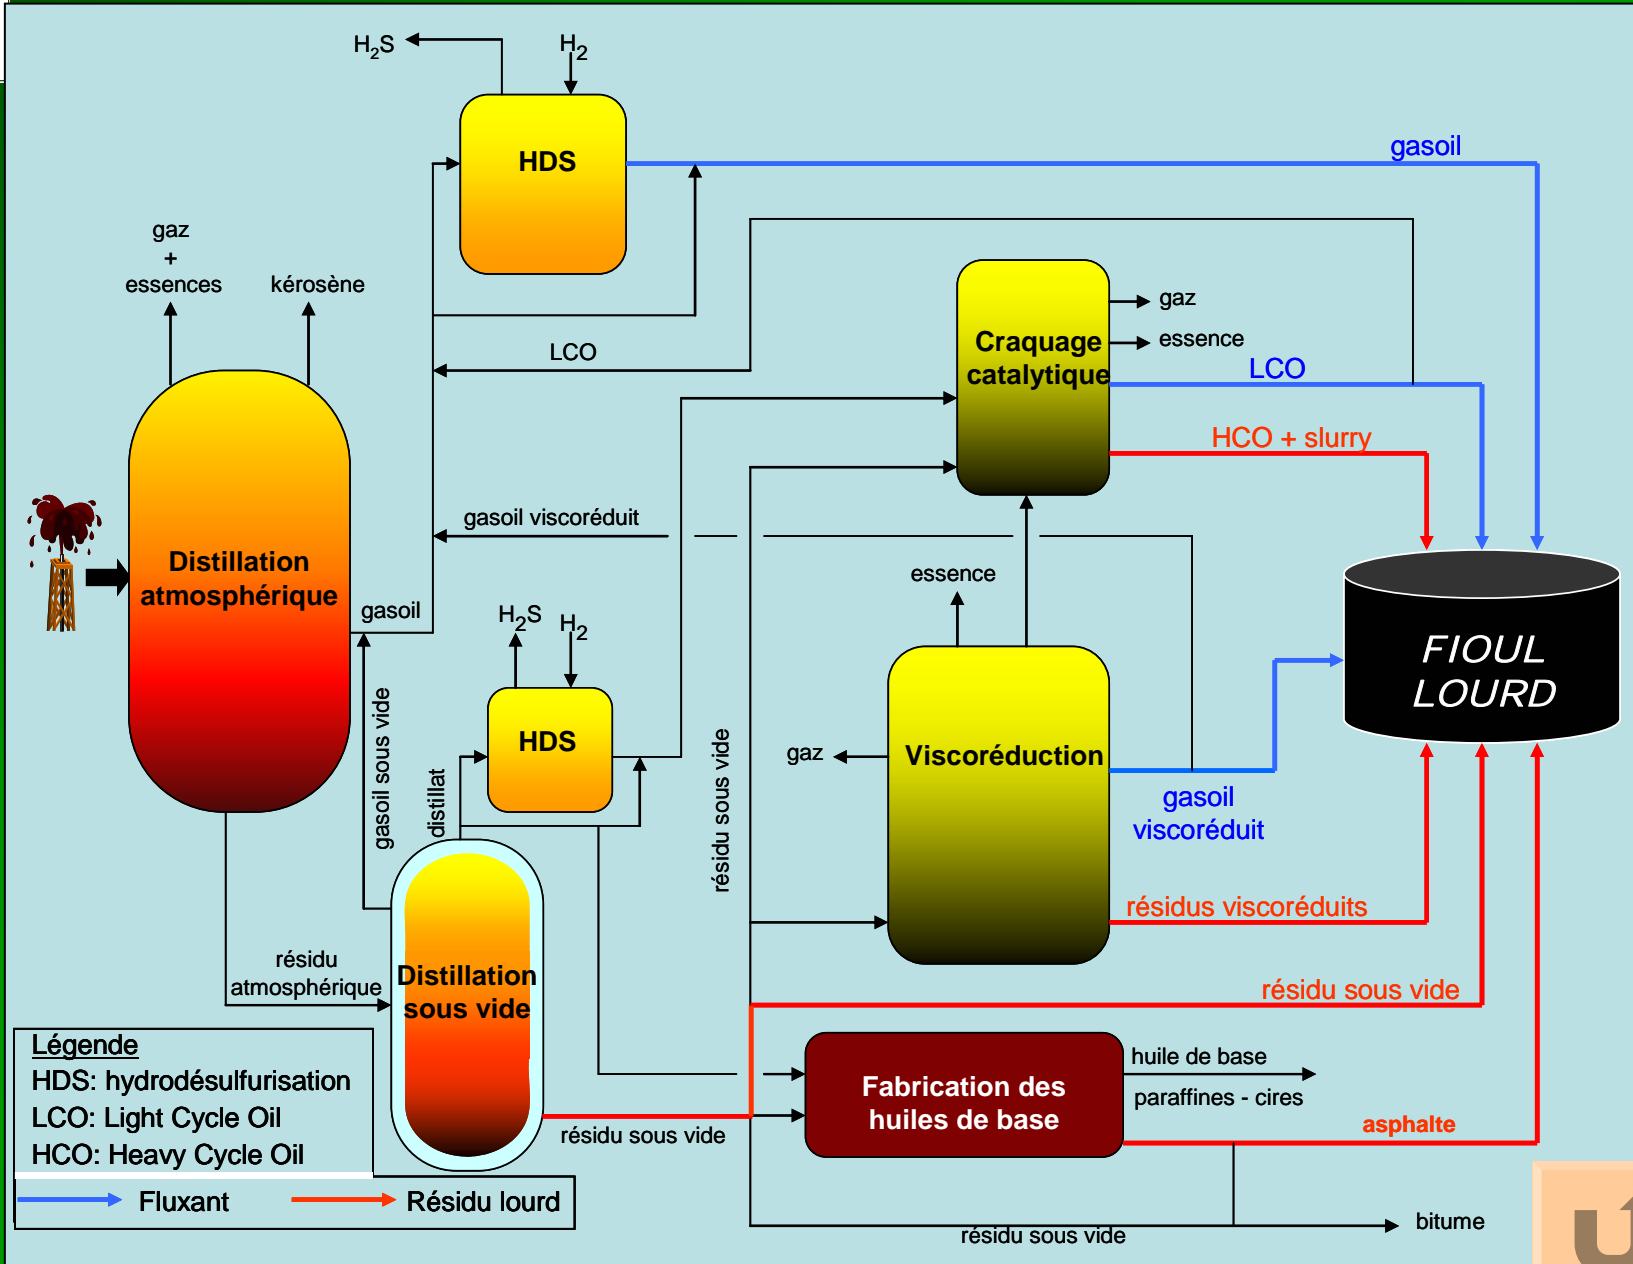 H2S
H2
HDS
gasoil
gaz
+
essences
kérosène
gaz
essence
Craquage
catalytique
LCO
LCO
HCO + slurry
gasoil viscoréduit
Distillation
atmosphérique
gasoil
essence
H2S
H2
FIOUL
LOURD
gasoil sous vide
distillat
HDS
résidu sous vide
gaz
Viscoréduction
gasoil
viscoréduit
résidus viscoréduits
résidu
atmosphérique
Distillation
sous vide
résidu sous vide
Légende
HDS: hydrodésulfurisation
LCO: Light Cycle Oil
HCO: Heavy Cycle Oil
Fluxant
Résidu lourd
résidu sous vide
Fabrication des
huiles de base
huile de base
paraffines - cires
asphalte
résidu sous vide
bitume